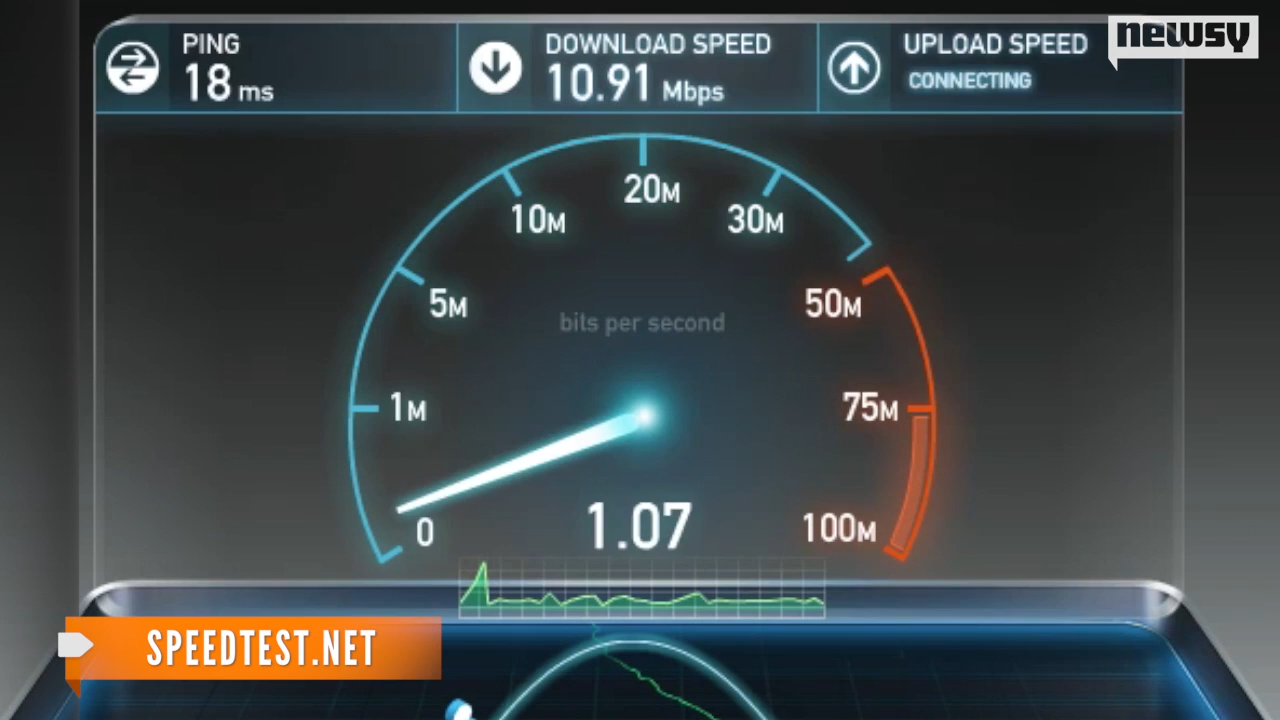 PING
18 ms
DOWNLOAD SPEED
10.91 Mbps
UPLOAD SPEED
CONNECTING
newsy
20M
10M
30M
5M
50M
bits per second
1M
75M
0
1.07
100M
SPEEDTEST.NET